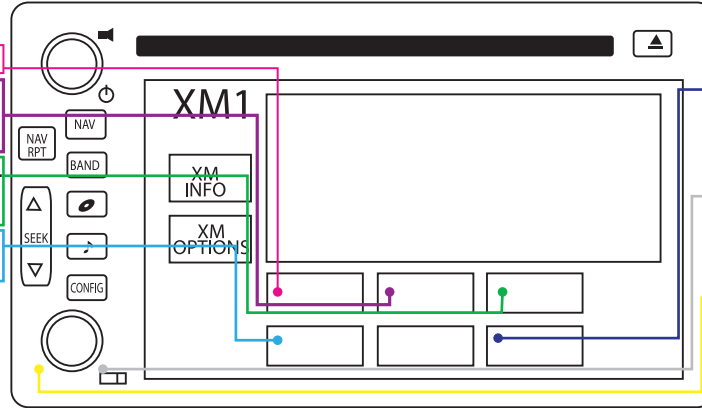 XM1
NAV
NAV
RPT
BAND
XM
INFO
SEEK
XM
OPTIONS
CONFIG